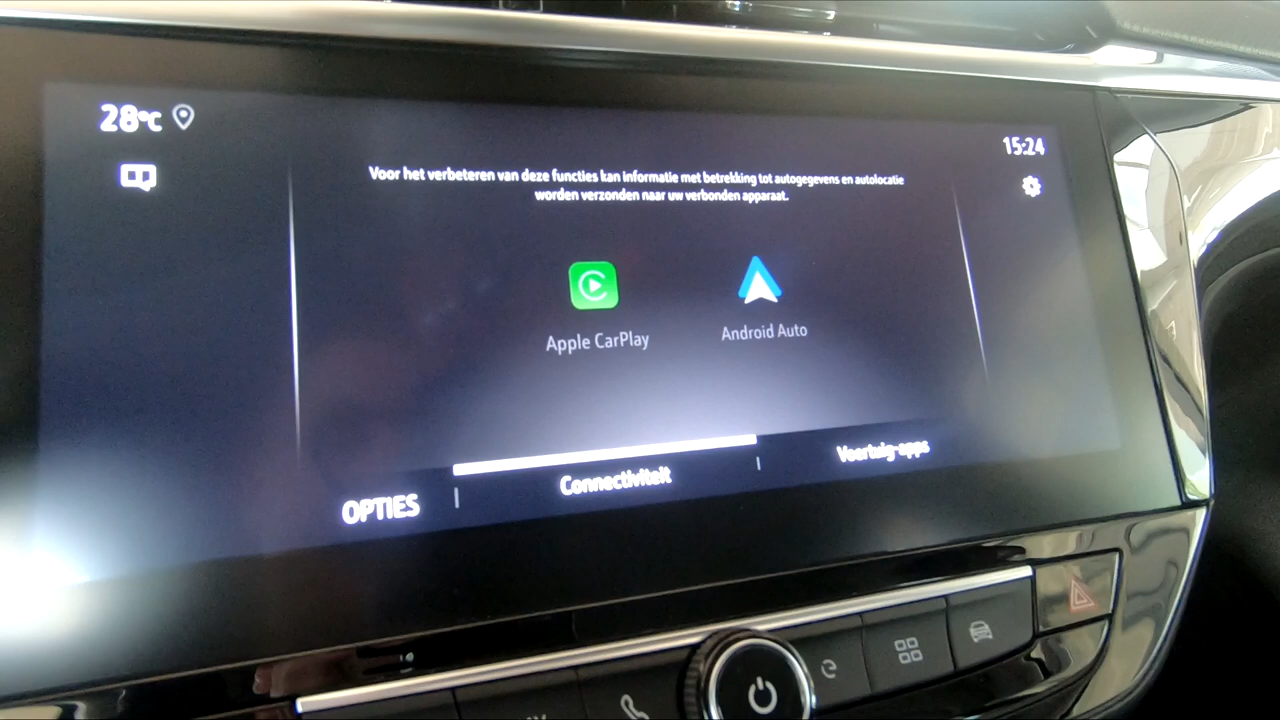 28°C
15:24
Voor het verbeteren van deze functies kan informatie met betrekking tot autogegevens en autolocatie
worden verzonden naar uw verbonden apparaat.
Apple CarPlay
Android Auto
OPTIES
Connectiviteit
Voertuig-apps